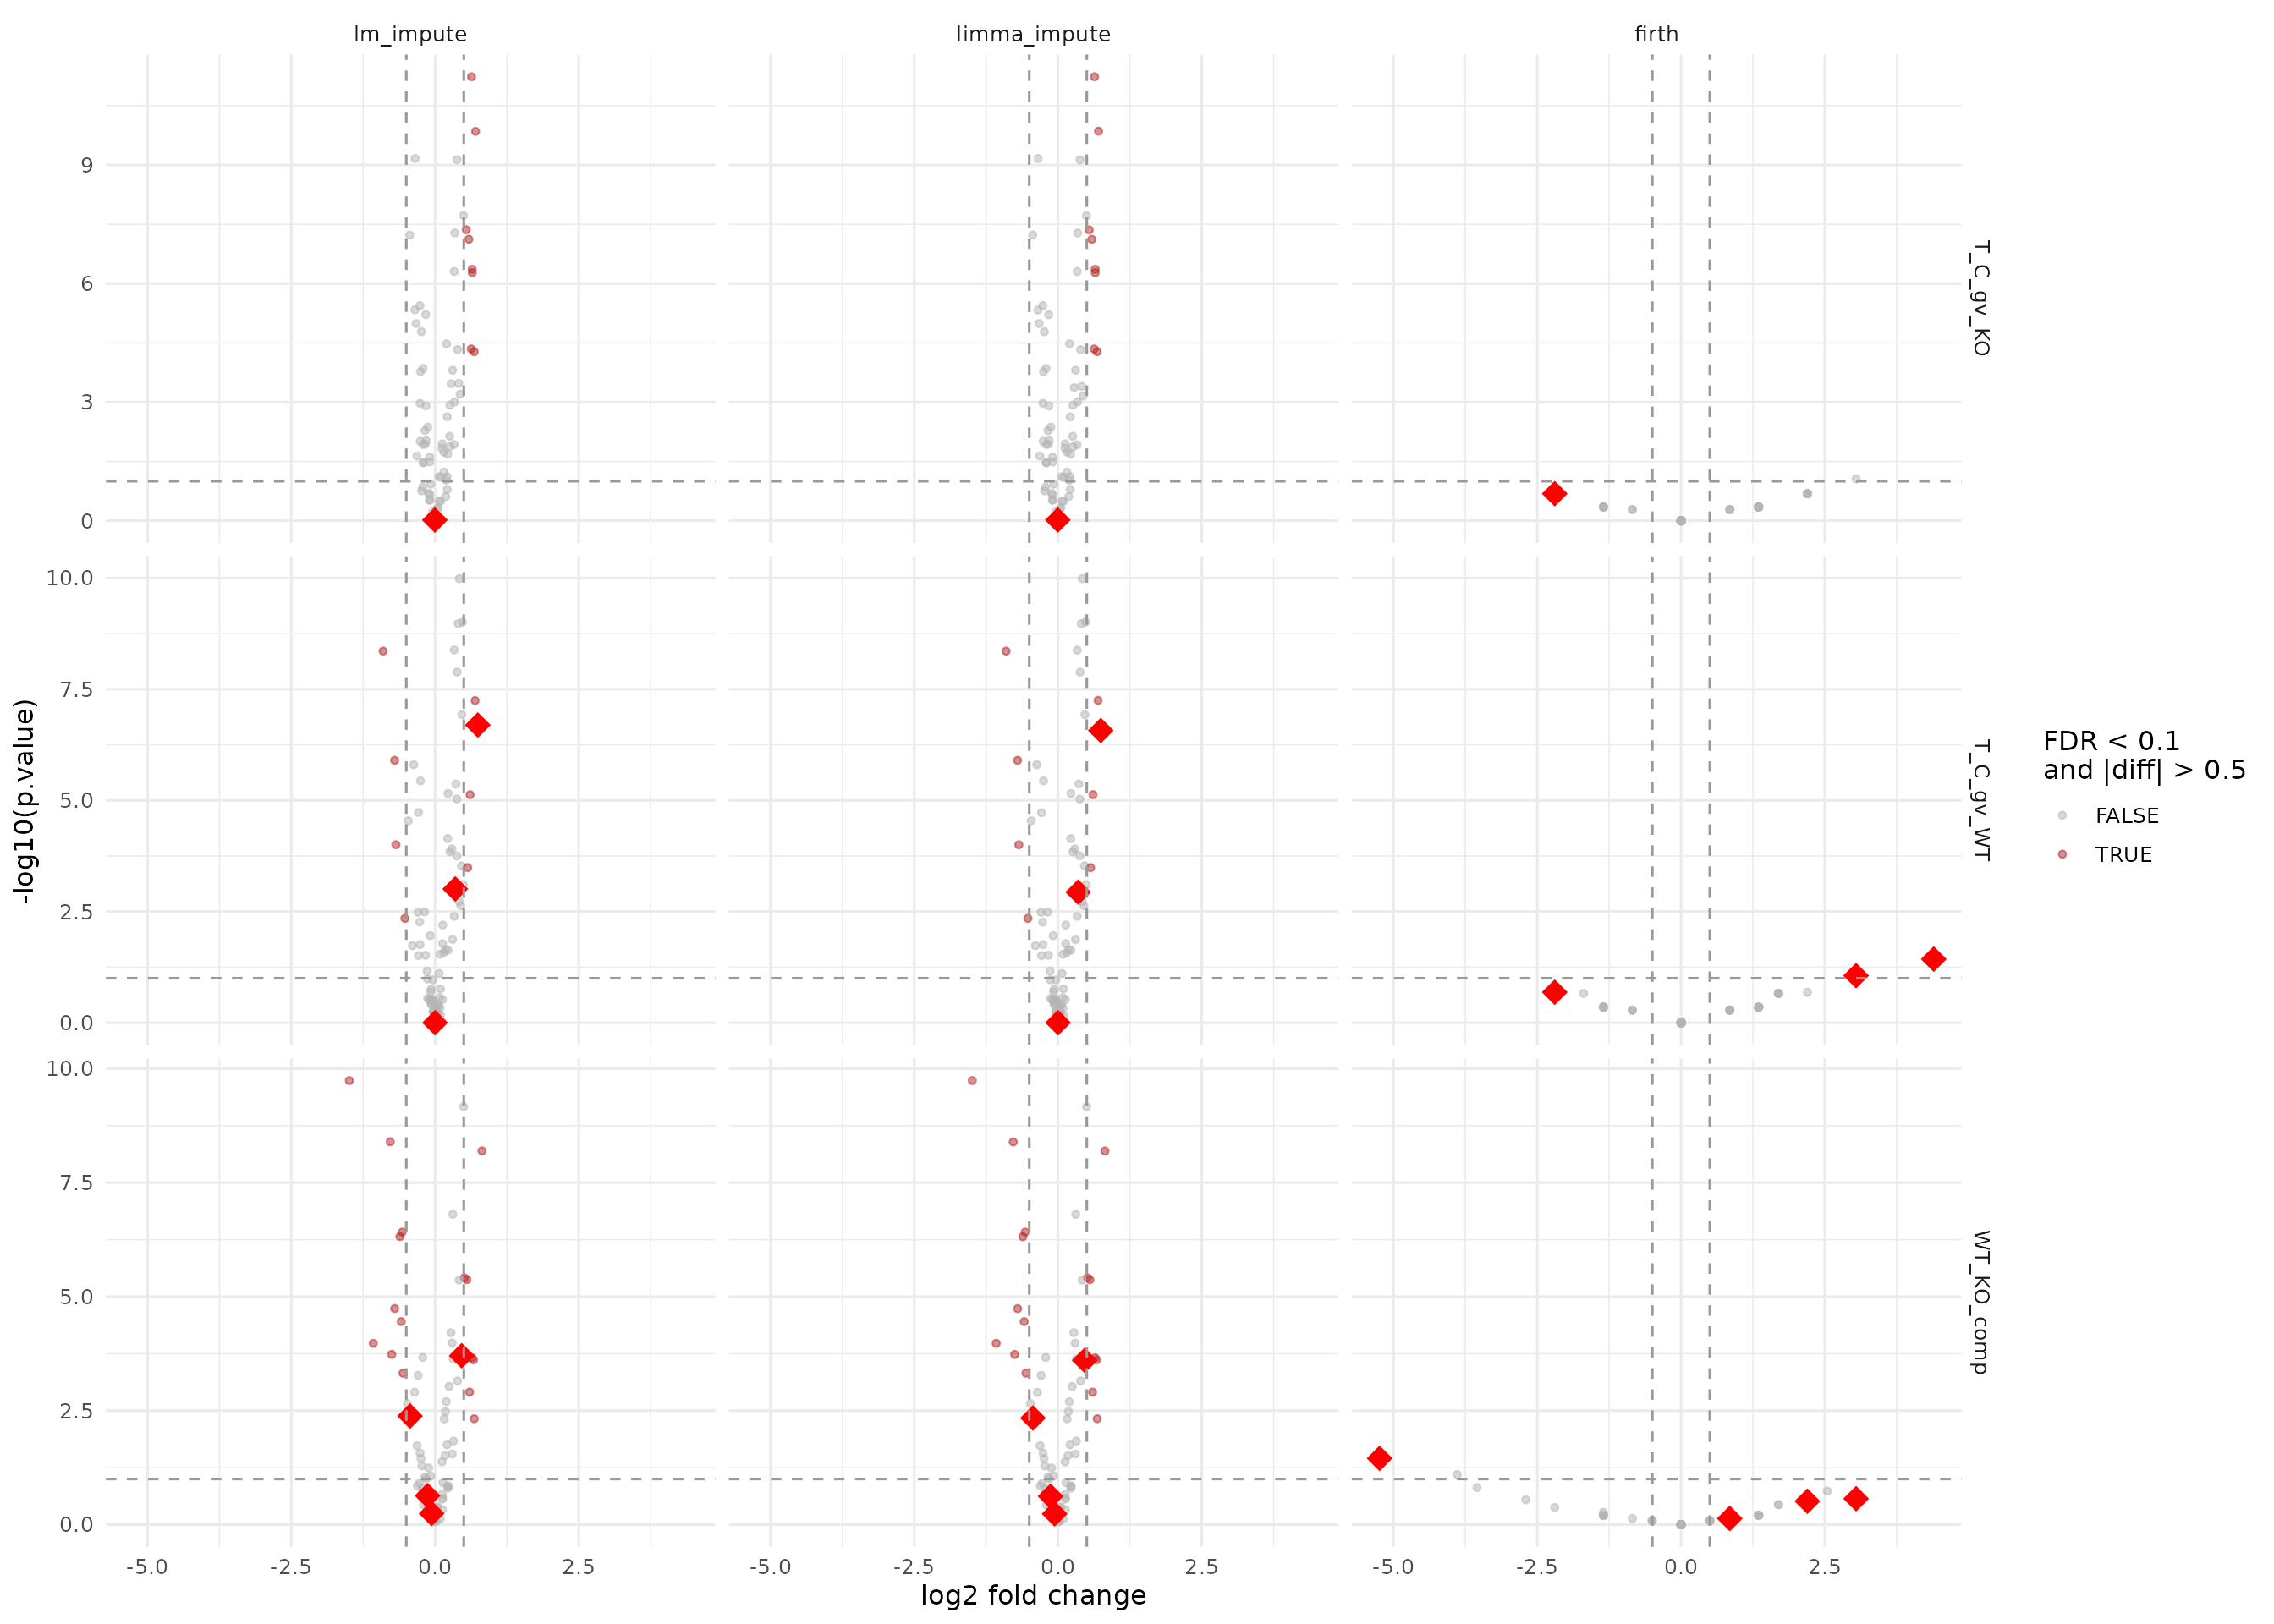 lm_impute
limma_impute
firth
9
6
3
0
T_C_gv_KO
10.0
7.5
5.0
2.5
0.0
T_C_gv_WT
10.0
7.5
5.0
2.5
0.0
WT_KO_comp
-log10(p.value)
-5.0 -2.5 0.0 2.5
-5.0 -2.5 0.0 2.5
-5.0 -2.5 0.0 2.5
log2 fold change
FDR < 0.1
and |diff| > 0.5
FALSE
TRUE